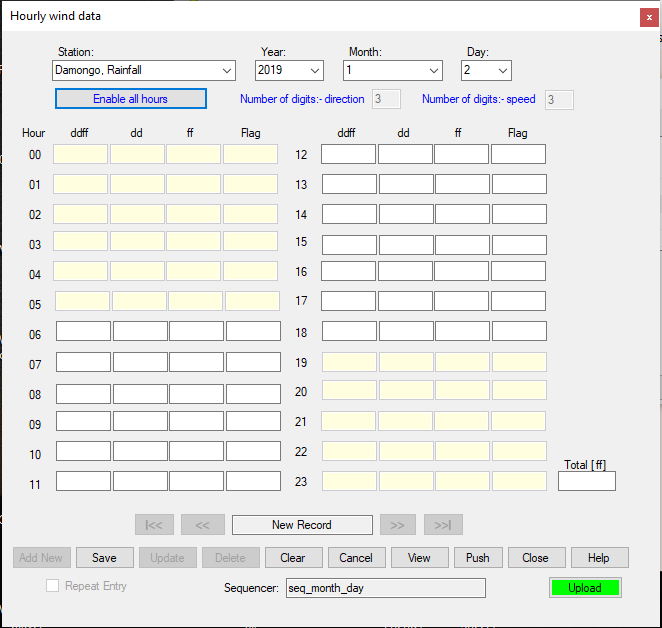 Hourly wind data
x
Station: Year: Month: Day:
Damongo, Rainfall 2019 1 2
Enable all hours Number of digits:- direction 3 Number of digits:- speed 3
Hour ddff dd ff Flag ddff dd ff Flag
00 12
01 13
02 14
03 15
04 16
05 17
06 18
07 19
08 20
09 21
10 22
Total [ff]
11 23
|<< << New Record >> >>|
Add New Save Update Delete Clear Cancel View Push Close Help
Repeat Entry Sequencer: seq_month_day Upload